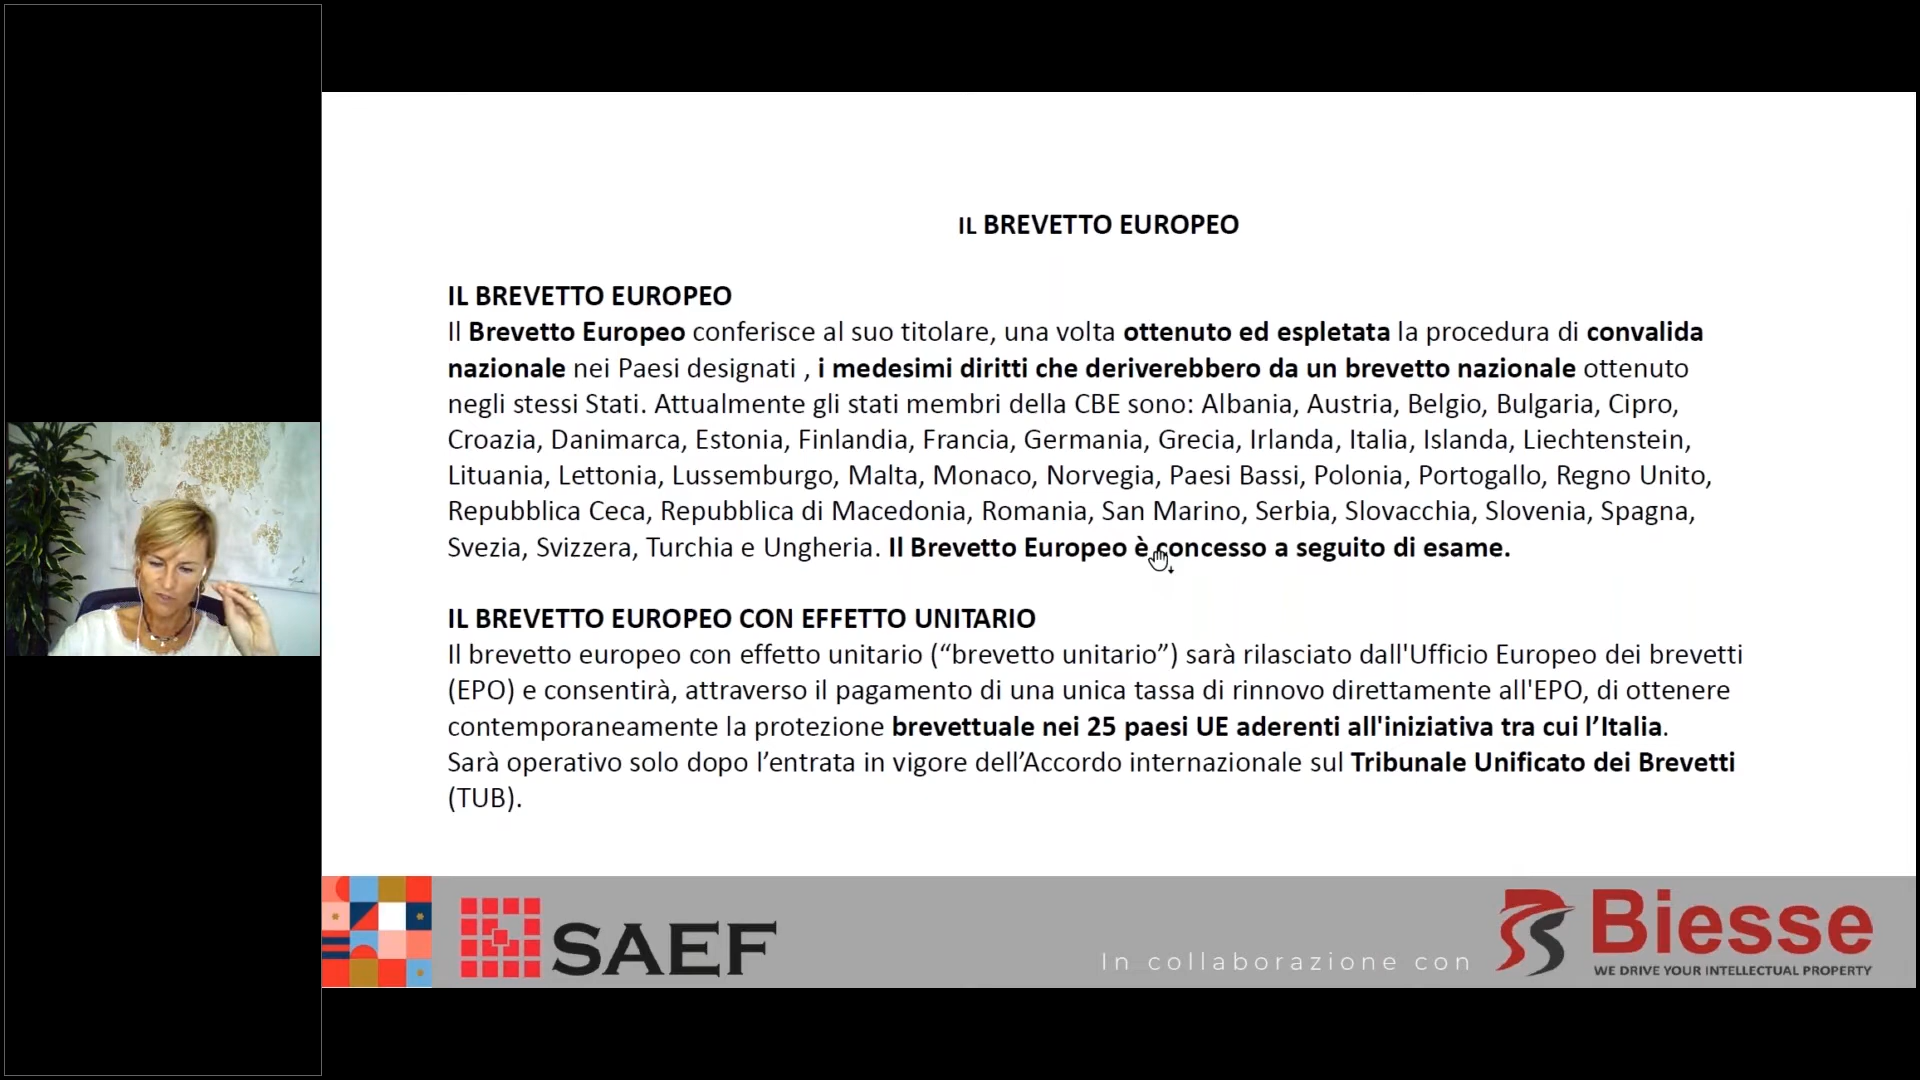 IL BREVETTO EUROPEO
IL BREVETTO EUROPEO
Il Brevetto Europeo conferisce al suo titolare, una volta ottenuto ed espletata la procedura di convalida
nazionale nei Paesi designati , i medesimi diritti che deriverebbero da un brevetto nazionale ottenuto
negli stessi Stati. Attualmente gli stati membri della CBE sono: Albania, Austria, Belgio, Bulgaria, Cipro,
Croazia, Danimarca, Estonia, Finlandia, Francia, Germania, Grecia, Irlanda, Italia, Islanda, Liechtenstein,
Lituania, Lettonia, Lussemburgo, Malta, Monaco, Norvegia, Paesi Bassi, Polonia, Portogallo, Regno Unito,
Repubblica Ceca, Repubblica di Macedonia, Romania, San Marino, Serbia, Slovacchia, Slovenia, Spagna,
Svezia, Svizzera, Turchia e Ungheria. Il Brevetto Europeo è concesso a seguito di esame.
IL BREVETTO EUROPEO CON EFFETTO UNITARIO
Il brevetto europeo con effetto unitario (“brevetto unitario”) sarà rilasciato dall'Ufficio Europeo dei brevetti
(EPO) e consentirà, attraverso il pagamento di una unica tassa di rinnovo direttamente all'EPO, di ottenere
contemporaneamente la protezione brevettuale nei 25 paesi UE aderenti all'iniziativa tra cui l’Italia.
Sarà operativo solo dopo l’entrata in vigore dell’Accordo internazionale sul Tribunale Unificato dei Brevetti
(TUB).
SAEF
In collaborazione con
Biesse
WE DRIVE YOUR INTELLECTUAL PROPERTY